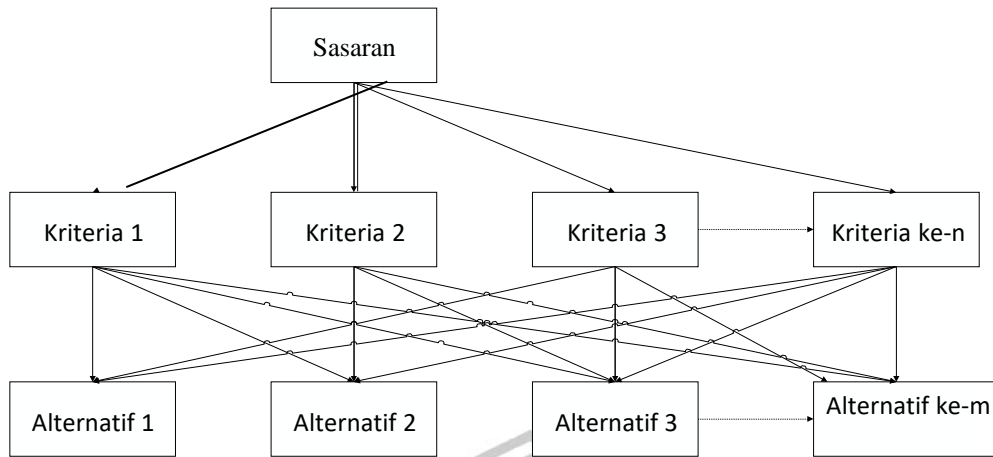 Sasaran
Kriteria 1
Kriteria 2
Kriteria 3
Kriteria ke-n
Alternatif 1
Alternatif 2
Alternatif 3
Alternatif ke-m